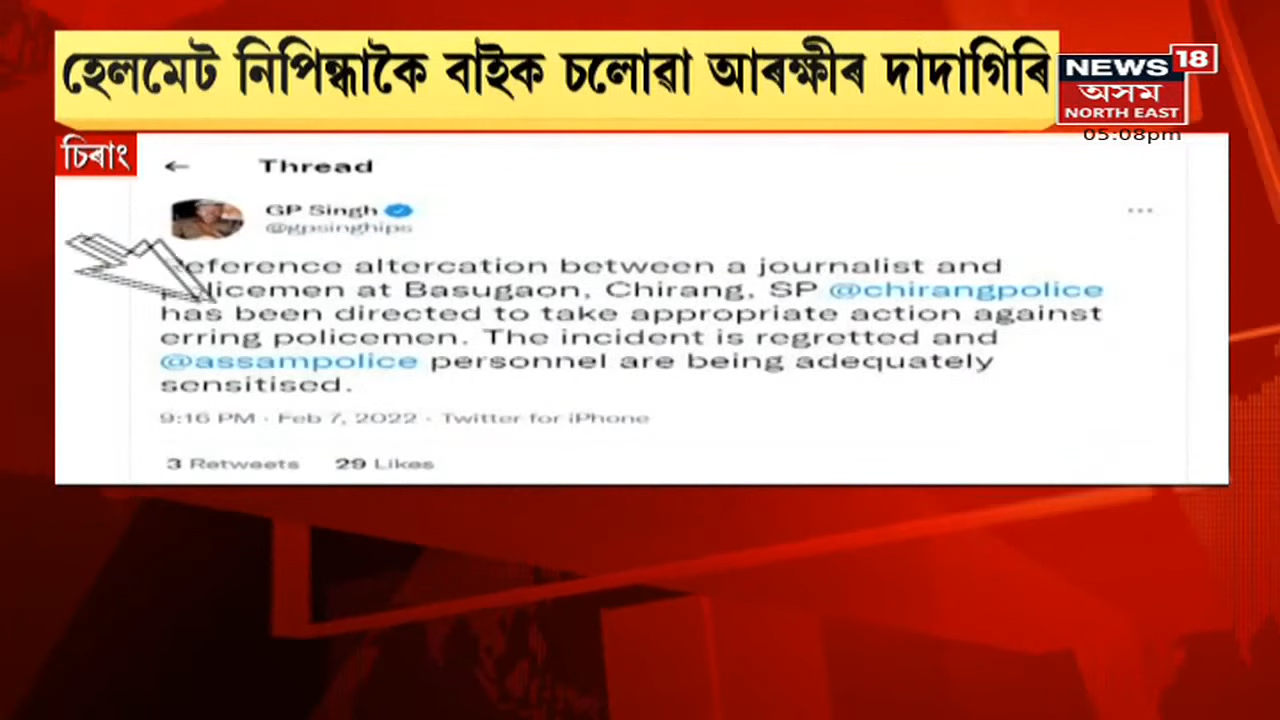 হেলমেট নিপিন্ধাকৈ বাইক চলোৱা আৰক্ষীৰ দাদাগিৰি
NEWS 18
অসম
NORTH EAST
05:08pm
চিৰাং
Thread
GP Singh
@gpsinghips
eference altercation between a journalist and
licemen at Basugaon, Chirang, SP @chirangpolice
has been directed to take appropriate action against
erring policemen. The incident is regretted and
@assampolice personnel are being adequately
sensitised.
9:16 PM · Feb 7, 2022 · Twitter for iPhone
3 Retweets 29 Likes